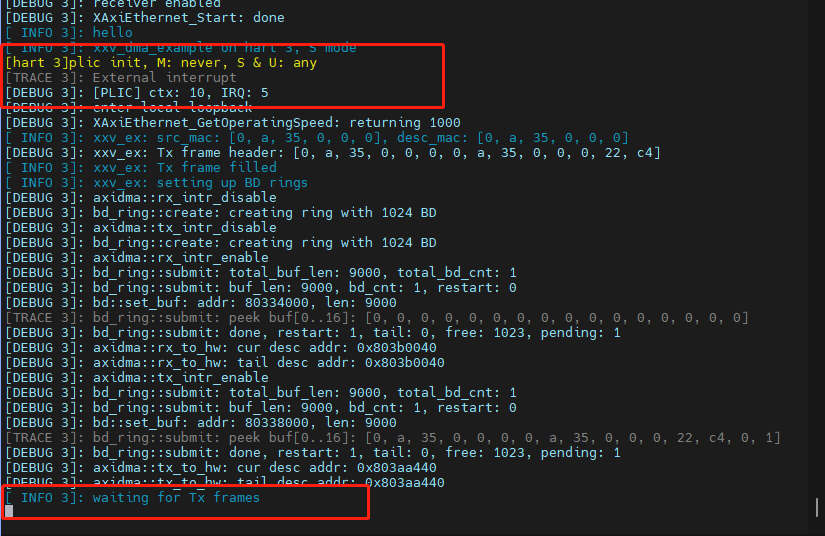 [DEBUG 3]: receiver enabled
[DEBUG 3]: XAxiEthernet_Start: done
[ INFO 3]: hello
[ INFO 3]: xxv_dma_example on hart 3, S mode
[hart 3]plic init, M: never, S & U: any
[TRACE 3]: External interrupt
[DEBUG 3]: [PLIC] ctx: 10, IRQ: 5
[DEBUG 3]: enter local loopback
[DEBUG 3]: XAxiEthernet_GetOperatingSpeed: returning 1000
[ INFO 3]: xxv_ex: src_mac: [0, a, 35, 0, 0, 0], desc_mac: [0, a, 35, 0, 0, 0]
[DEBUG 3]: xxv_ex: Tx frame header: [0, a, 35, 0, 0, 0, 0, a, 35, 0, 0, 0, 22, c4]
[ INFO 3]: xxv_ex: Tx frame filled
[ INFO 3]: xxv_ex: setting up BD rings
[DEBUG 3]: axidma::rx_intr_disable
[DEBUG 3]: bd_ring::create: creating ring with 1024 BD
[DEBUG 3]: axidma::tx_intr_disable
[DEBUG 3]: bd_ring::create: creating ring with 1024 BD
[DEBUG 3]: axidma::rx_intr_enable
[DEBUG 3]: bd_ring::submit: total_buf_len: 9000, total_bd_cnt: 1
[DEBUG 3]: bd_ring::submit: buf_len: 9000, bd_cnt: 1, restart: 0
[DEBUG 3]: bd::set_buf: addr: 80334000, len: 9000
[TRACE 3]: bd_ring::submit: peek buf[0..16]: [0, 0, 0, 0, 0, 0, 0, 0, 0, 0, 0, 0, 0, 0, 0, 0]
[DEBUG 3]: bd_ring::submit: done, restart: 1, tail: 0, free: 1023, pending: 1
[DEBUG 3]: axidma::rx_to_hw: cur desc addr: 0x803b0040
[DEBUG 3]: axidma::rx_to_hw: tail desc addr: 0x803b0040
[DEBUG 3]: axidma::tx_intr_enable
[DEBUG 3]: bd_ring::submit: total_buf_len: 9000, total_bd_cnt: 1
[DEBUG 3]: bd_ring::submit: buf_len: 9000, bd_cnt: 1, restart: 0
[DEBUG 3]: bd::set_buf: addr: 80338000, len: 9000
[TRACE 3]: bd_ring::submit: peek buf[0..16]: [0, a, 35, 0, 0, 0, 0, a, 35, 0, 0, 0, 22, c4, 0, 1]
[DEBUG 3]: bd_ring::submit: done, restart: 1, tail: 0, free: 1023, pending: 1
[DEBUG 3]: axidma::tx_to_hw: cur desc addr: 0x803aa440
[DEBUG 3]: axidma::tx_to_hw: tail desc addr: 0x803aa440
[ INFO 3]: waiting for Tx frames